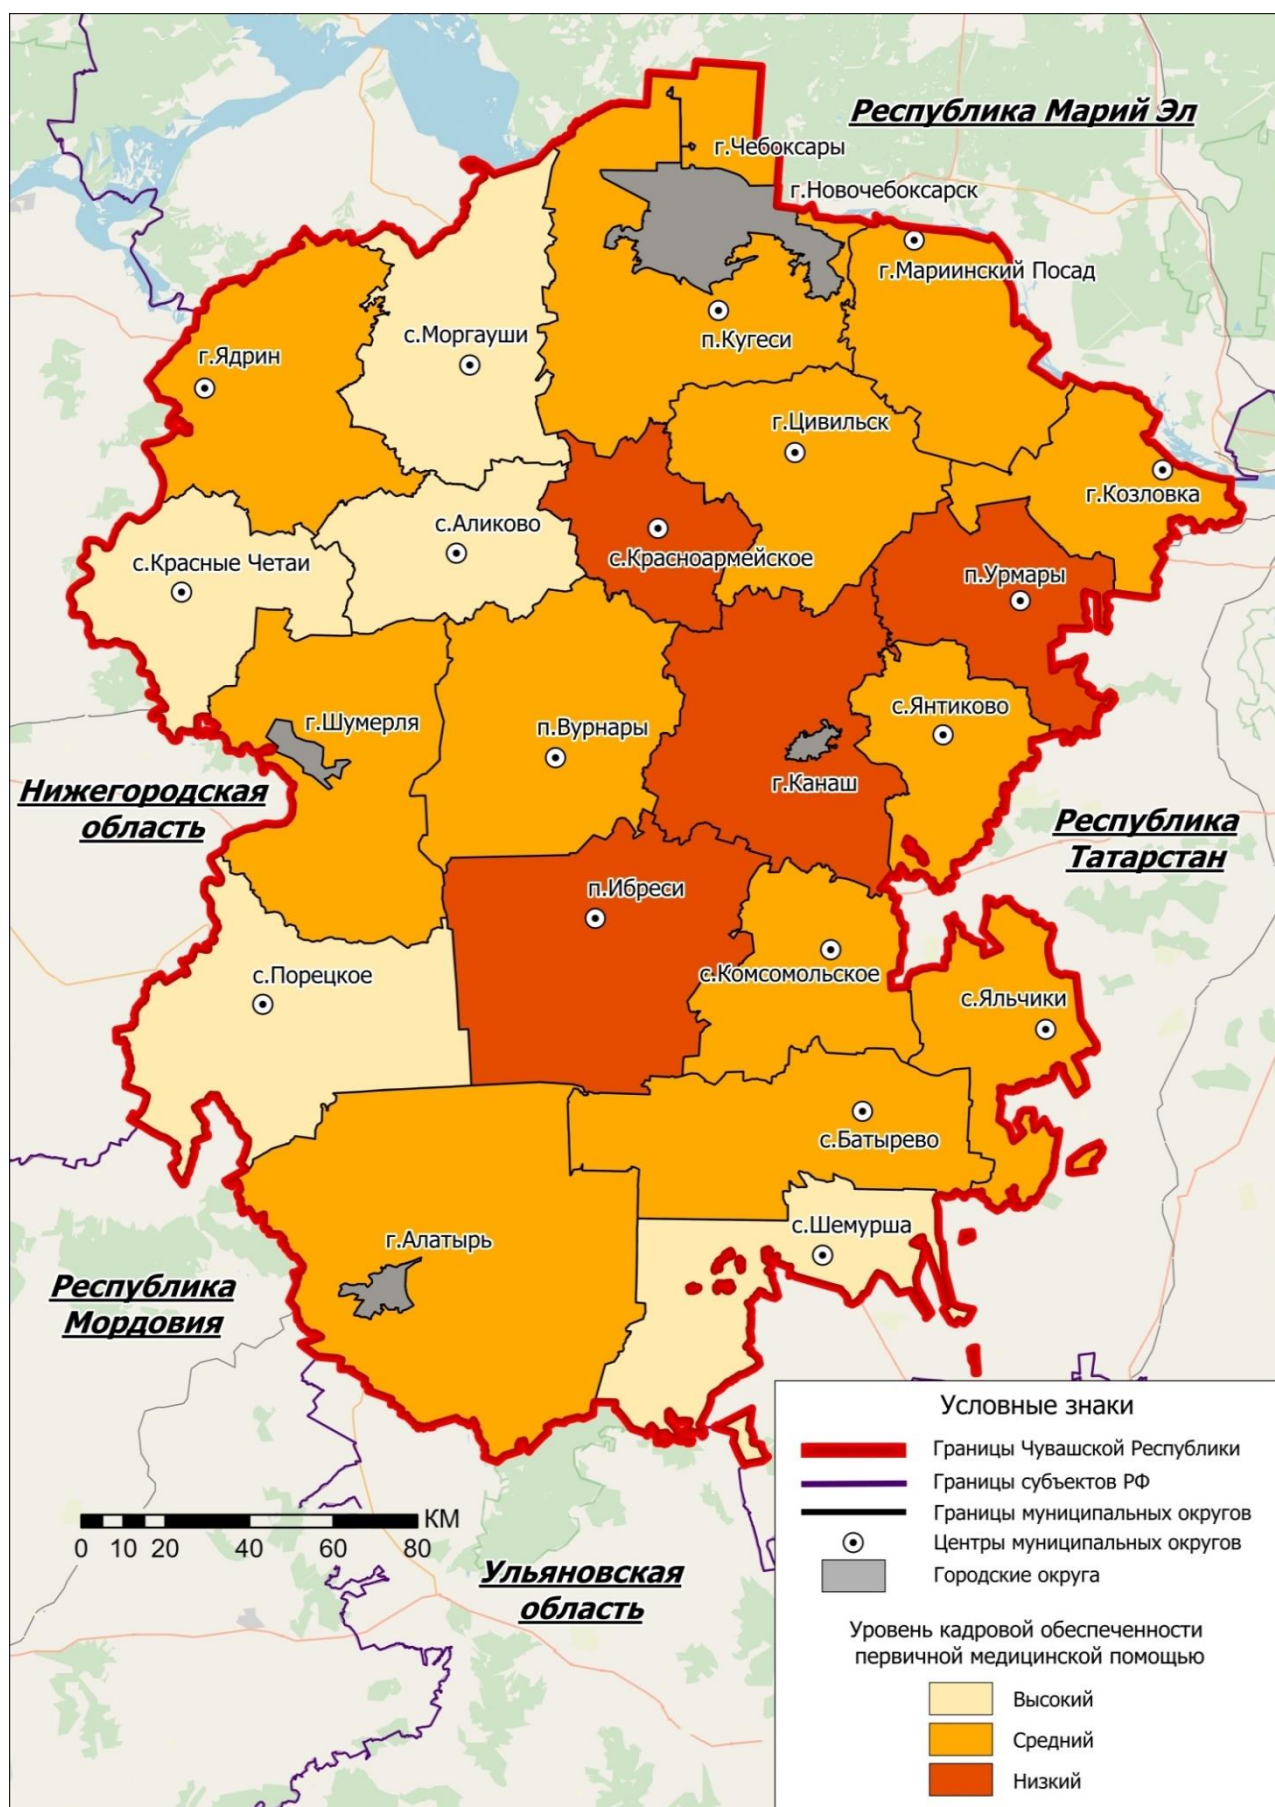 Республика Марий Эл
г.Чебоксары
г.Новочебоксарск
г.Мариинский Посад
п.Кугеси
с.Моргауши
г.Ядрин
г.Цивильск
г.Козловка
с.Аликово
с.Красноармейское
с.Красные Четаи
п.Урмары
с.Янтиково
г.Шумерля
п.Вурнары
г.Канаш
Нижегородская
область
Республика
Татарстан
п.Ибреси
с.Порецкое
с.Комсомольское
с.Яльчики
с.Батырево
с.Шемурша
г.Алатырь
Республика
Мордовия
Ульяновская
область
КМ
0 10 20 40 60 80
Условные знаки
Границы Чувашской Республики
Границы субъектов РФ
Границы муниципальных округов
Центры муниципальных округов
Городские округа
Уровень кадровой обеспеченности
первичной медицинской помощью
Высокий
Средний
Низкий